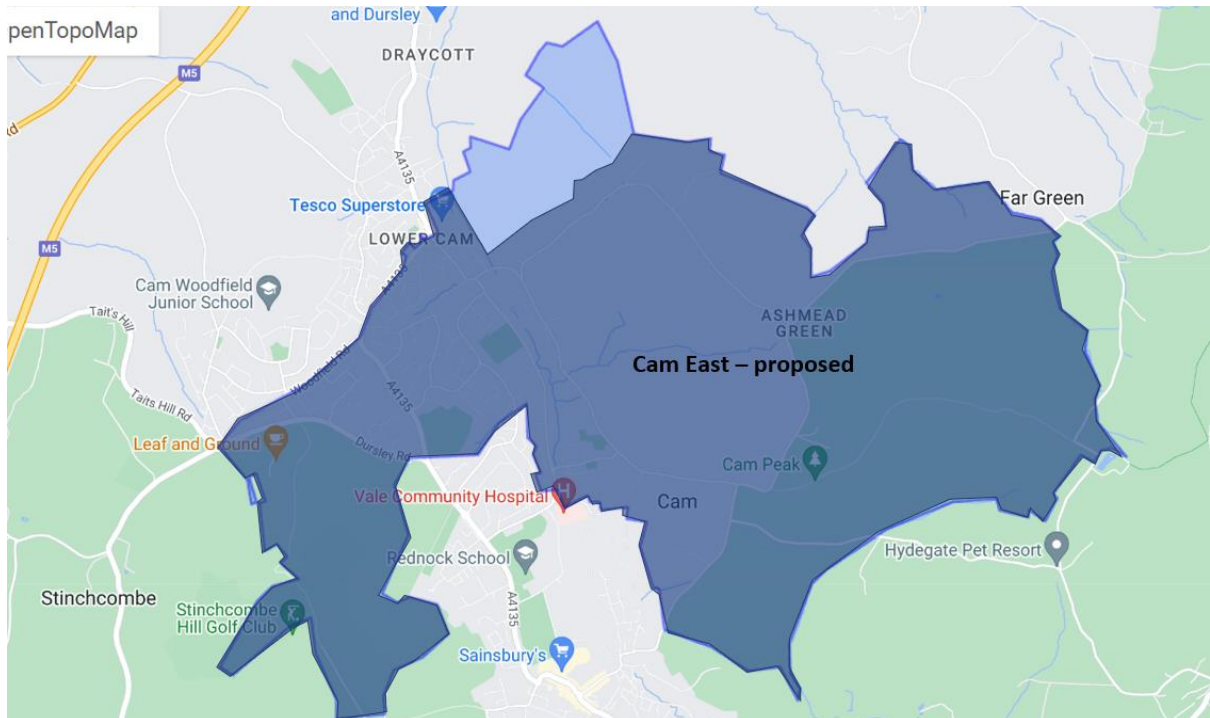 and Dursley
penTopoMap
DRAYCOTT
M5
A4135
Tesco Superstore
Far Green
LOWER CAM
M5
Cam Woodfield
Junior School
A4135
Tait's Hill
ASHMEAD
GREEN
Woodfield Rd
Cam East – proposed
A4135
Taits Hill Rd
Leaf and Ground
Dursley Rd
Cam Peak
Vale Community Hospital
H
Cam
Rednock School
Hydegate Pet Resort
Stinchcombe
A4135
Stinchcombe
Hill Golf Club
Sainsbury's